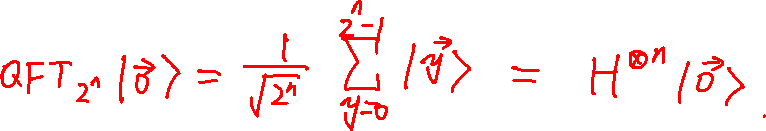 QFT_{2^n} |\vec{0}⟩ = \frac{1}{\sqrt{2^n}} \sum_{y=0}^{2^n-1} |\vec{y}⟩ = H^{⊗n} |\vec{0}⟩.